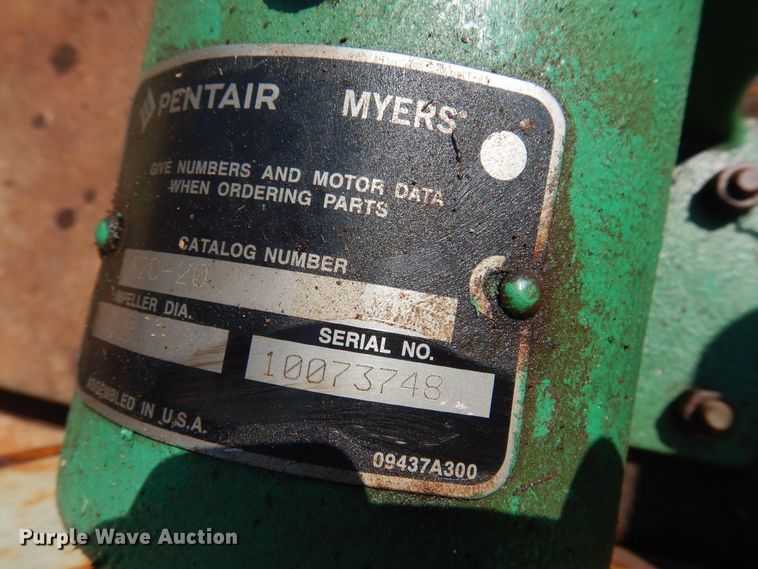 PENTAIR MYERS®
GIVE NUMBERS AND MOTOR DATA
WHEN ORDERING PARTS
CATALOG NUMBER
IMPELLER DIA.
SERIAL NO.
10073748
ASSEMBLED IN U.S.A.
09437A300
Purple Wave Auction